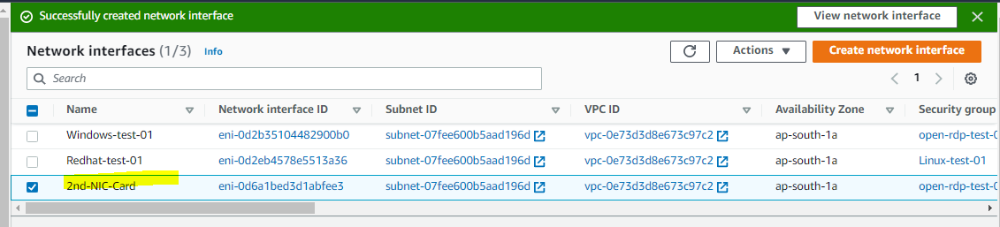 Successfully created network interface
View network interface
Network interfaces (1/3) Info
Actions
Create network interface
Search
1
Name Network interface ID Subnet ID VPC ID Availability Zone Security group
Windows-test-01 eni-0d2b35104482900b0 subnet-07fee600b5aad196d vpc-0e73d3d8e673c97c2 ap-south-1a open-rdp-test-0
Redhat-test-01 eni-0d2eb4578e5513a36 subnet-07fee600b5aad196d vpc-0e73d3d8e673c97c2 ap-south-1a Linux-test-01
2nd-NIC-Card eni-0d6a1bed3d1abfee3 subnet-07fee600b5aad196d vpc-0e73d3d8e673c97c2 ap-south-1a open-rdp-test-0